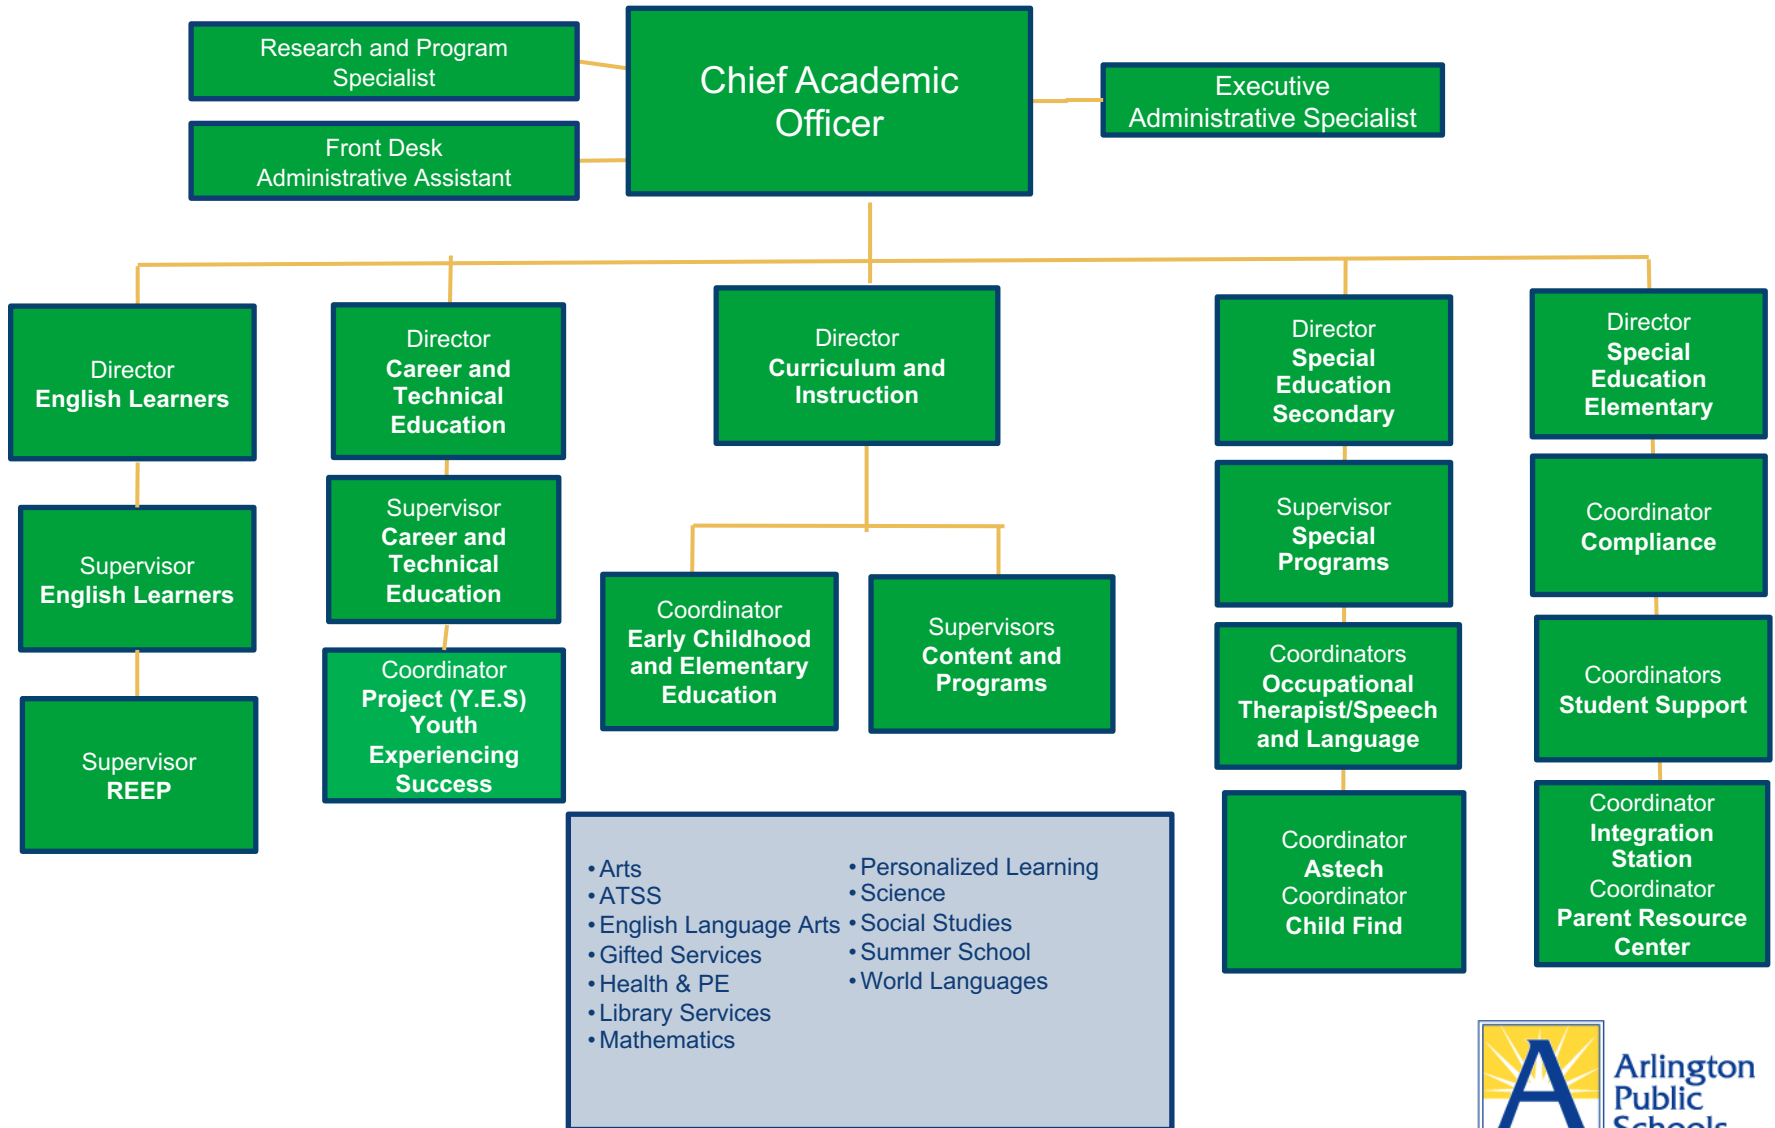 Research and Program
Specialist
Front Desk
Administrative Assistant
Chief Academic
Officer
Executive
Administrative Specialist
Director
English Learners
Supervisor
English Learners
Supervisor
REEP
Director
Career and
Technical
Education
Supervisor
Career and
Technical
Education
Coordinator
Project (Y.E.S)
Youth
Experiencing
Success
Director
Curriculum and
Instruction
Coordinator
Early Childhood
and Elementary
Education
Supervisors
Content and
Programs
• Arts
• ATSS
• English Language Arts
• Gifted Services
• Health & PE
• Library Services
• Mathematics
• Personalized Learning
• Science
• Social Studies
• Summer School
• World Languages
Director
Special
Education
Secondary
Supervisor
Special
Programs
Coordinators
Occupational
Therapist/Speech
and Language
Coordinator
Astech
Coordinator
Child Find
Director
Special
Education
Elementary
Coordinator
Compliance
Coordinators
Student Support
Coordinator
Integration
Station
Coordinator
Parent Resource
Center
A
Arlington
Public
Schools